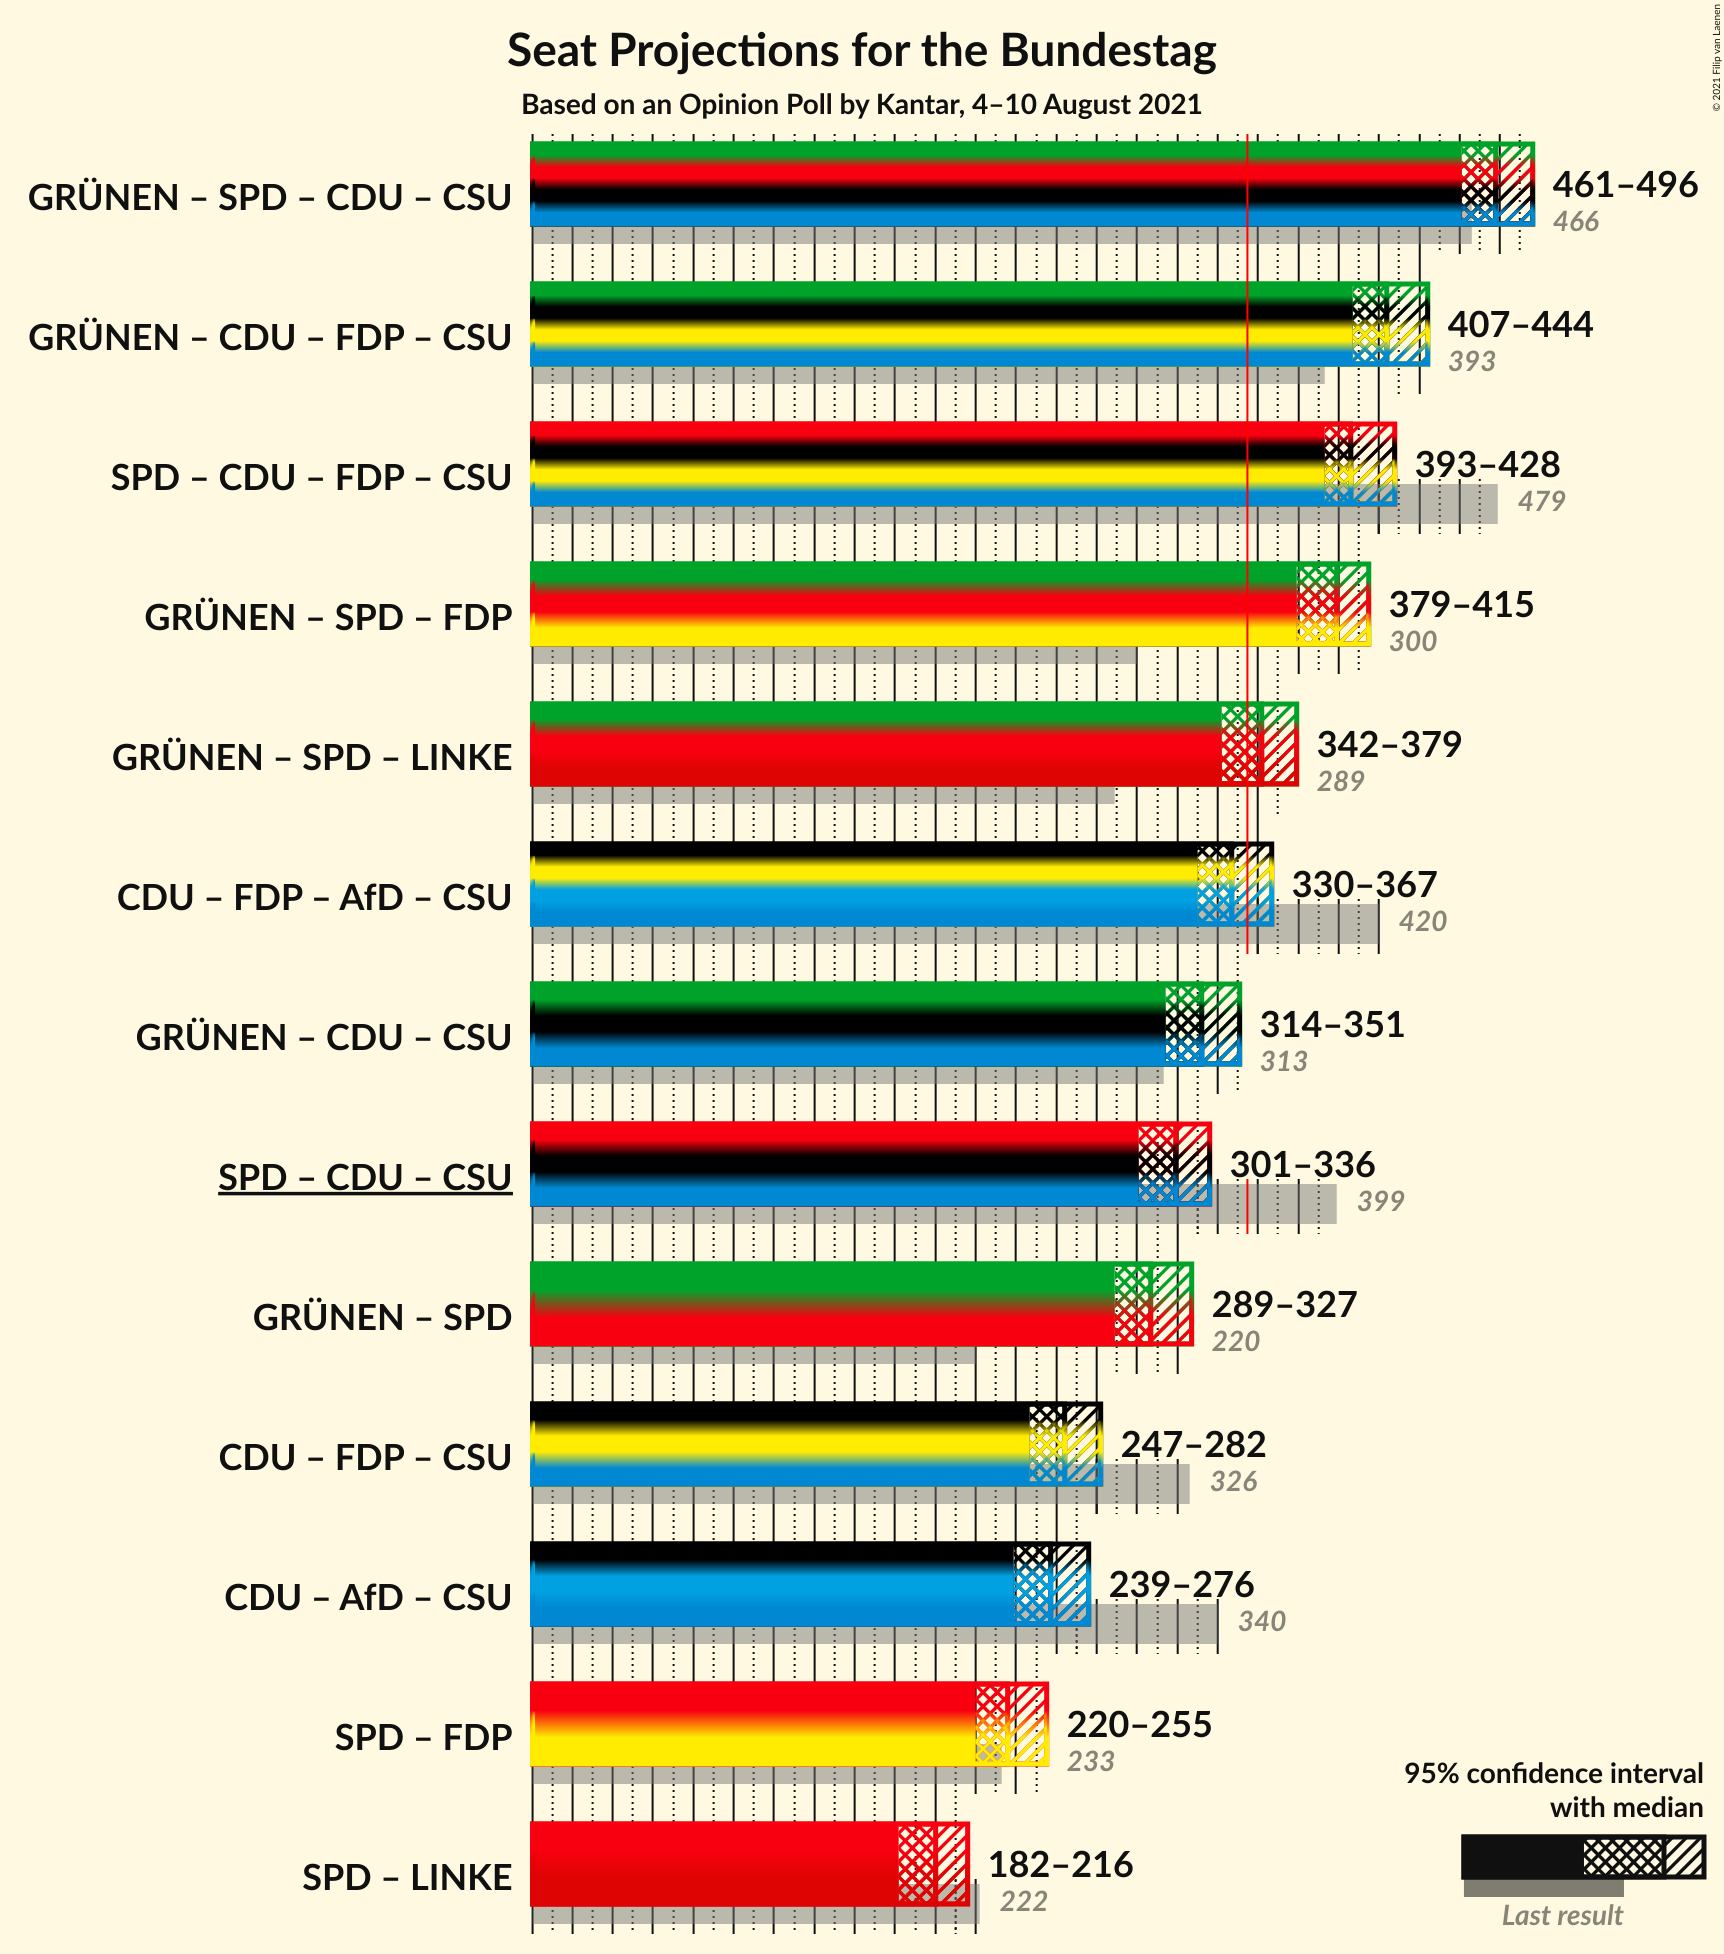 Seat Projections for the Bundestag
Based on an Opinion Poll by Kantar, 4–10 August 2021
© 2021 Filip van Laenen
GRÜNEN – SPD – CDU – CSU
461–496
466
GRÜNEN – CDU – FDP – CSU
407–444
393
SPD – CDU – FDP – CSU
393–428
479
GRÜNEN – SPD – FDP
379–415
300
GRÜNEN – SPD – LINKE
342–379
289
CDU – FDP – AfD – CSU
330–367
420
GRÜNEN – CDU – CSU
314–351
313
SPD – CDU – CSU
301–336
399
GRÜNEN – SPD
289–327
220
CDU – FDP – CSU
247–282
326
CDU – AfD – CSU
239–276
340
SPD – FDP
220–255
233
SPD – LINKE
182–216
222
95% confidence interval
with median
Last result